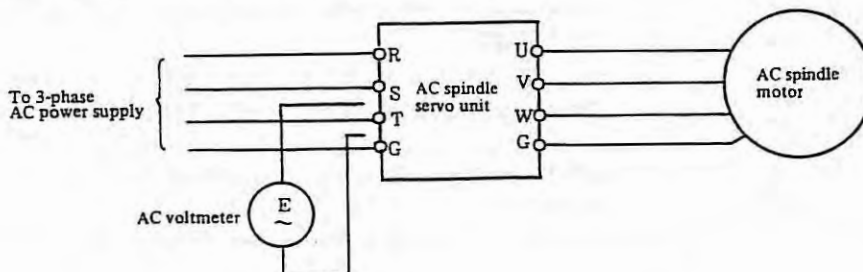 To 3-phase
AC power supply
R
S
T
G
AC spindle
servo unit
U
V
W
G
AC spindle
motor
AC voltmeter
E
~